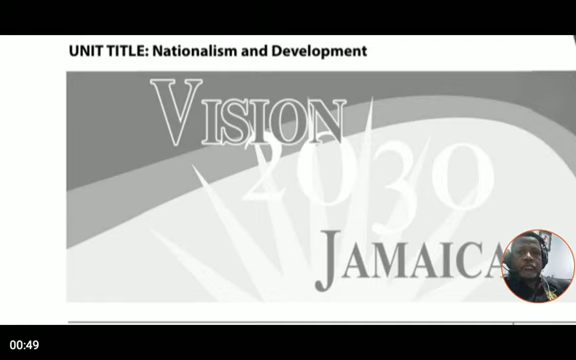 UNIT TITLE: Nationalism and Development
VISION
2030
JAMAICA
00:49